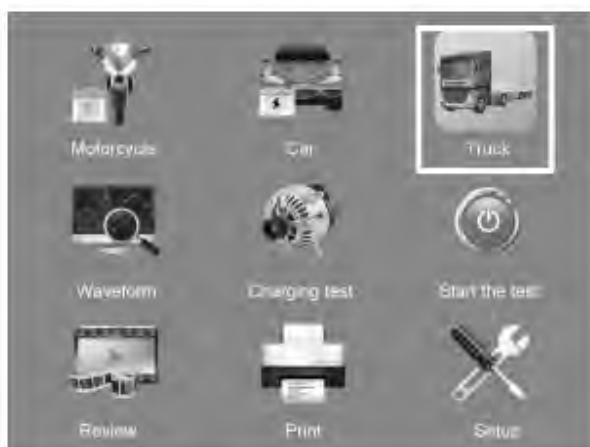 Motorcycle
Car
Truck
Waveform
Charging test
Start the test
Review
Print
Setup